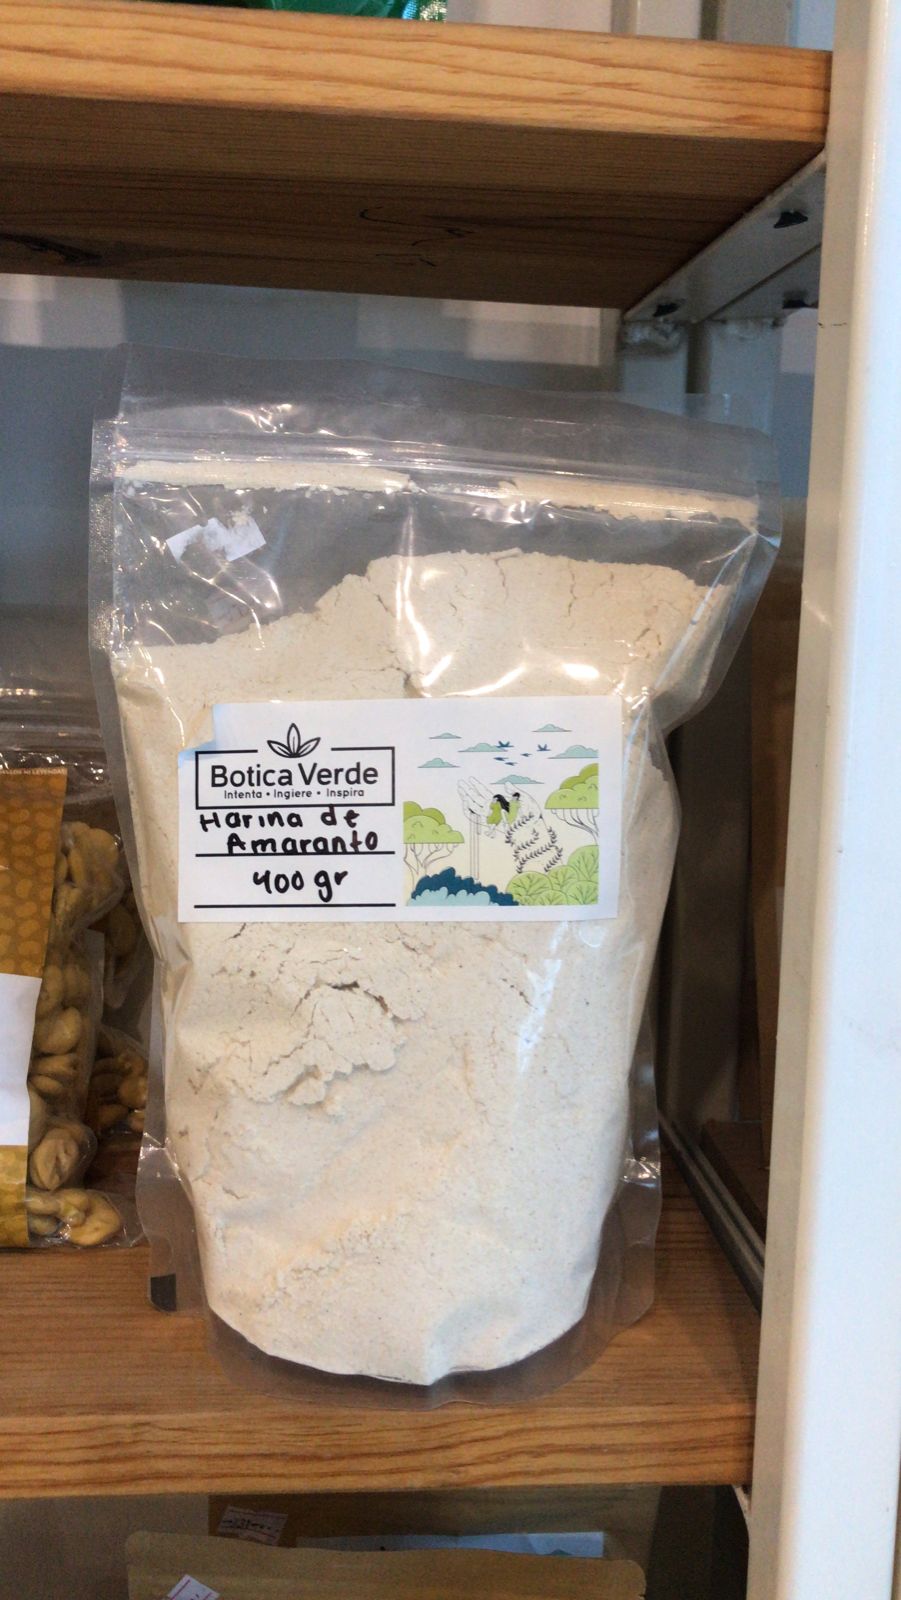 Botica Verde
Intenta • Ingiere • Inspira
Harina de
Amaranto
400 gr